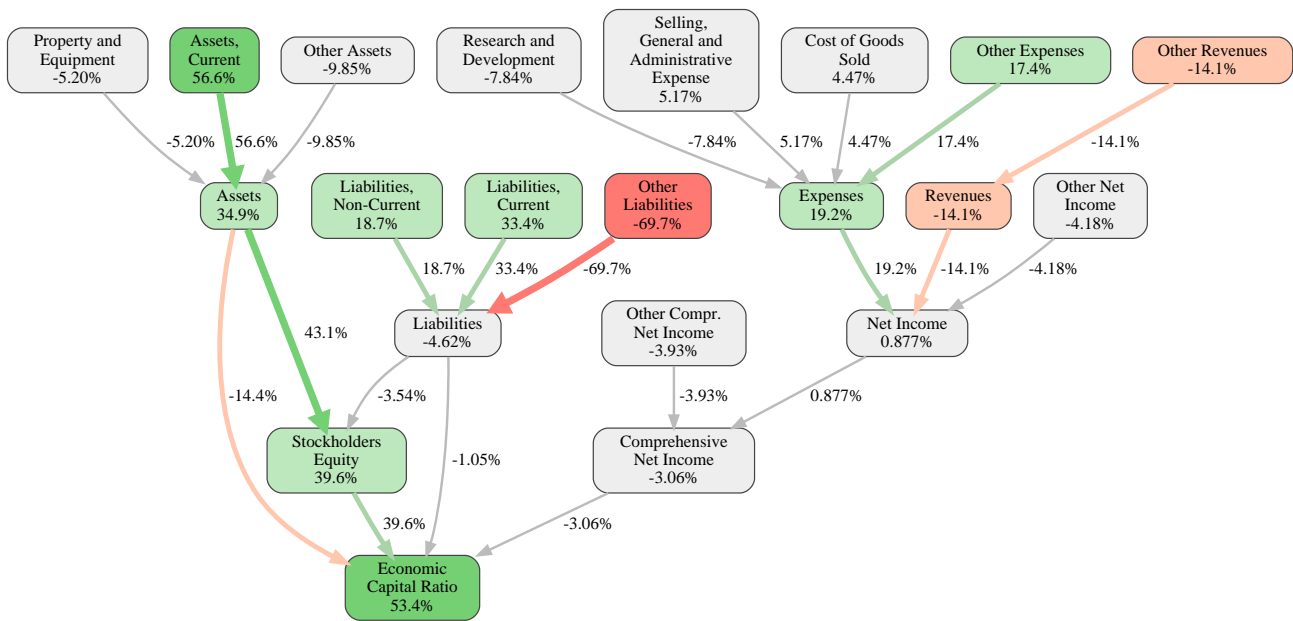 Property and
Equipment
-5.20%
Assets,
Current
56.6%
Other Assets
-9.85%
Research and
Development
-7.84%
Selling,
General and
Administrative
Expense
5.17%
Cost of Goods
Sold
4.47%
Other Expenses
17.4%
Other Revenues
-14.1%
-5.20%
56.6%
-9.85%
-7.84%
5.17%
4.47%
17.4%
-14.1%
Assets
34.9%
Liabilities,
Non-Current
18.7%
Liabilities,
Current
33.4%
Other
Liabilities
-69.7%
Expenses
19.2%
Revenues
-14.1%
Other Net
Income
-4.18%
18.7%
33.4%
-69.7%
19.2%
-14.1%
-4.18%
43.1%
Liabilities
-4.62%
Other Compr.
Net Income
-3.93%
Net Income
0.877%
-14.4%
-3.54%
-3.93%
0.877%
Stockholders
Equity
39.6%
-1.05%
Comprehensive
Net Income
-3.06%
39.6%
-3.06%
Economic
Capital Ratio
53.4%